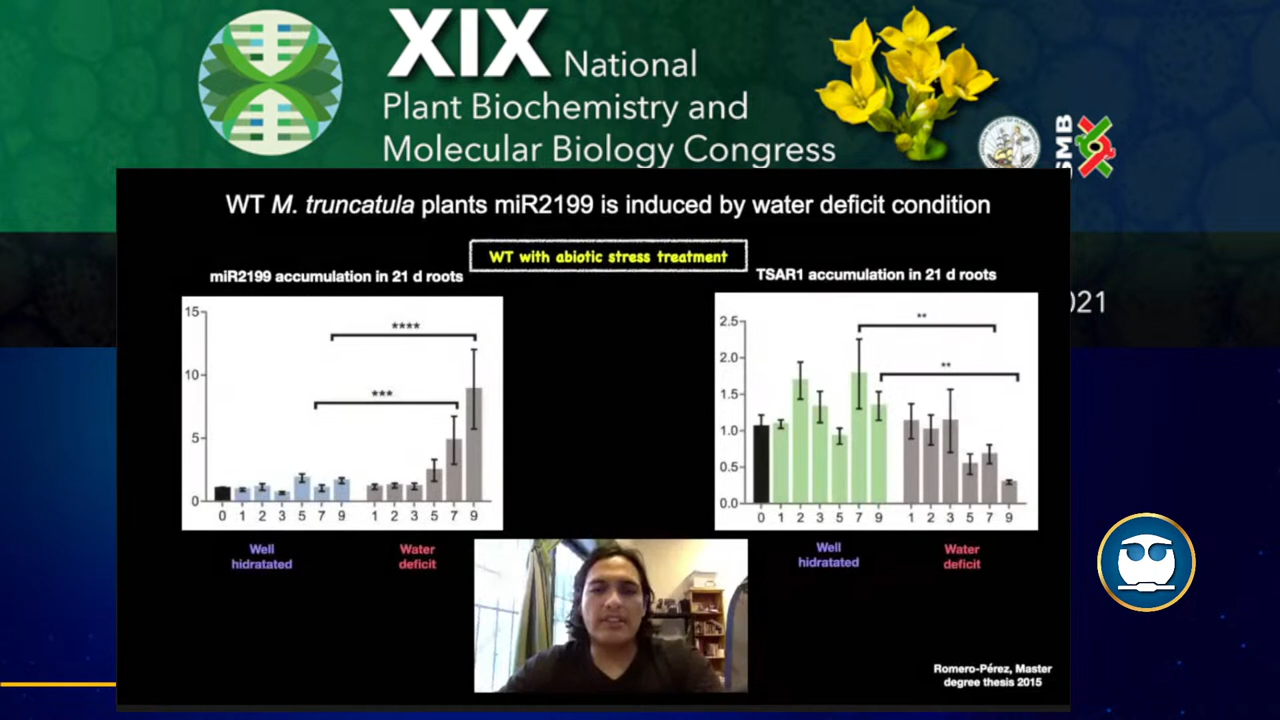 XIX National
Plant Biochemistry and
Molecular Biology Congress
SMB
021
WT M. truncatula plants miR2199 is induced by water deficit condition
WT with abiotic stress treatment
miR2199 accumulation in 21 d roots
15
10
5
0
****
***
0 1 2 3 5 7 9 1 2 3 5 7 9
Well
hidratated
Water
deficit
TSAR1 accumulation in 21 d roots
2.5
2.0
1.5
1.0
0.5
0.0
**
**
0 1 2 3 5 7 9 1 2 3 5 7 9
Well
hidratated
Water
deficit
Romero-Pérez, Master
degree thesis 2015